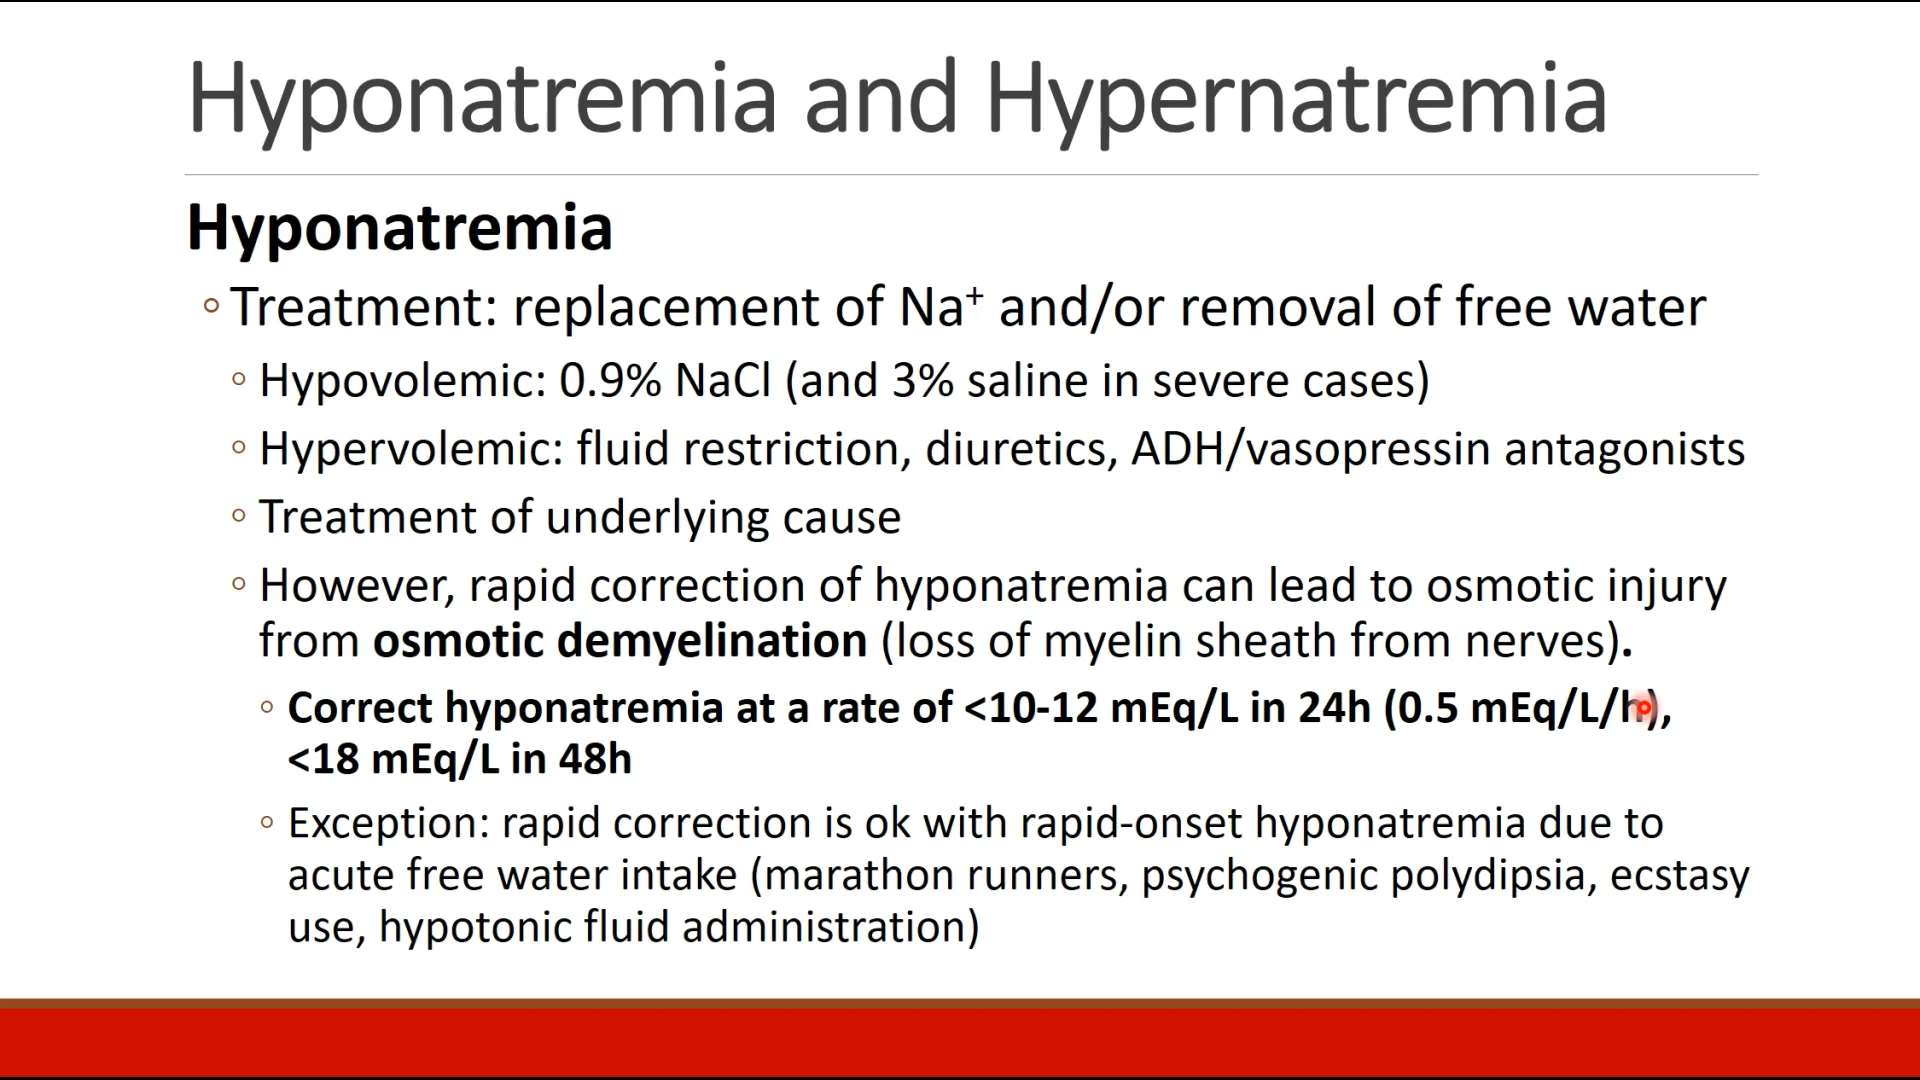 Hyponatremia and Hypernatremia
Hyponatremia
◦ Treatment: replacement of Na⁺ and/or removal of free water
◦ Hypovolemic: 0.9% NaCl (and 3% saline in severe cases)
◦ Hypervolemic: fluid restriction, diuretics, ADH/vasopressin antagonists
◦ Treatment of underlying cause
◦ However, rapid correction of hyponatremia can lead to osmotic injury
from osmotic demyelination (loss of myelin sheath from nerves).
◦ Correct hyponatremia at a rate of <10-12 mEq/L in 24h (0.5 mEq/L/h),
<18 mEq/L in 48h
◦ Exception: rapid correction is ok with rapid-onset hyponatremia due to
acute free water intake (marathon runners, psychogenic polydipsia, ecstasy
use, hypotonic fluid administration)